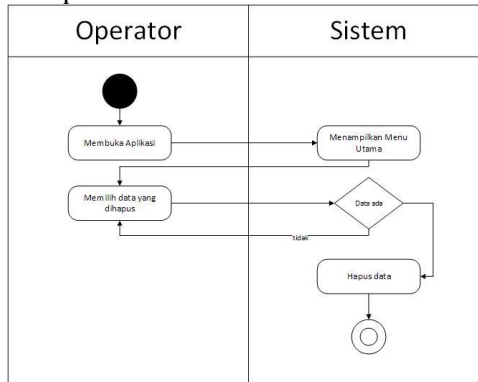 Operator
Sistem
Membuka Aplikasi
Menampilkan Menu
Utama
Memilih data yang
dihapus
Data ada
tidak
Hapus data